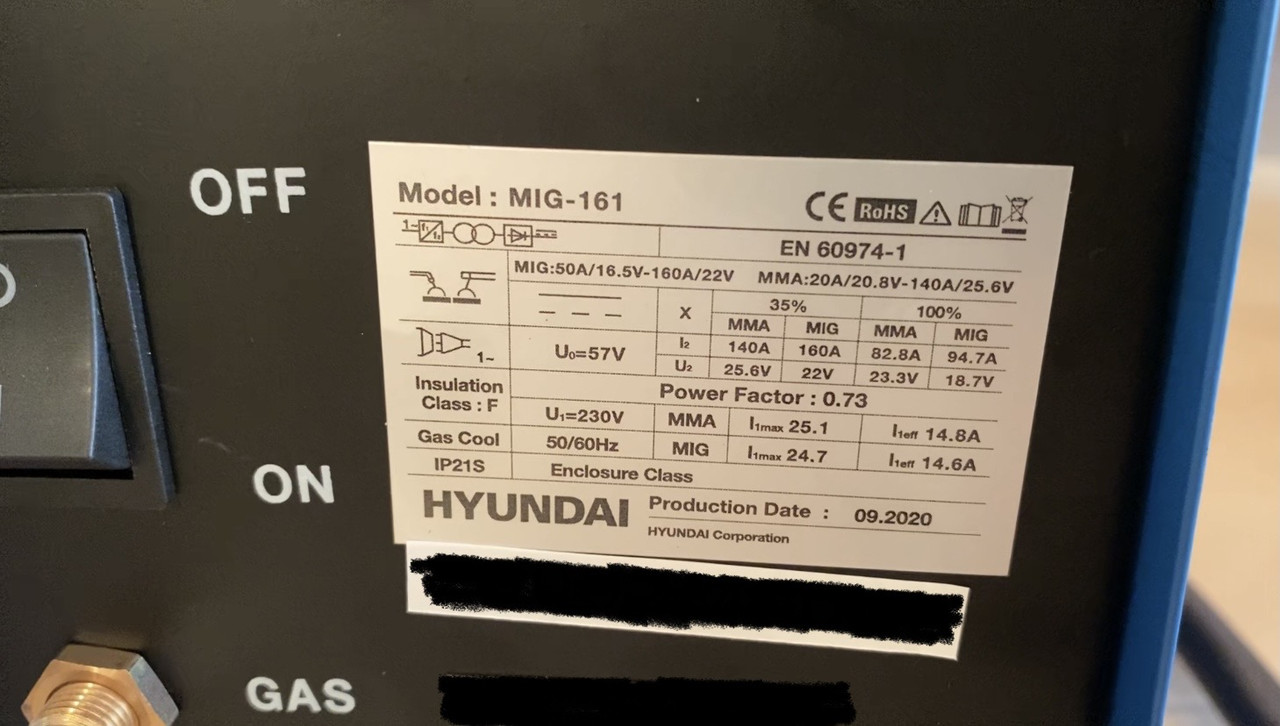 OFF
ON
GAS
Model : MIG-161
CE RoHS
1~ f₁ f₂
EN 60974-1
MIG:50A/16.5V-160A/22V MMA:20A/20.8V-140A/25.6V
X 35% 100%
MMA MIG MMA MIG
1~ U₀=57V I₂ 140A 160A 82.8A 94.7A
U₂ 25.6V 22V 23.3V 18.7V
Insulation Class : F
Power Factor : 0.73
U₁=230V MMA I₁max 25.1 I₁eff 14.8A
Gas Cool 50/60Hz MIG I₁max 24.7 I₁eff 14.6A
IP21S Enclosure Class
HYUNDAI Production Date : 09.2020
HYUNDAI Corporation